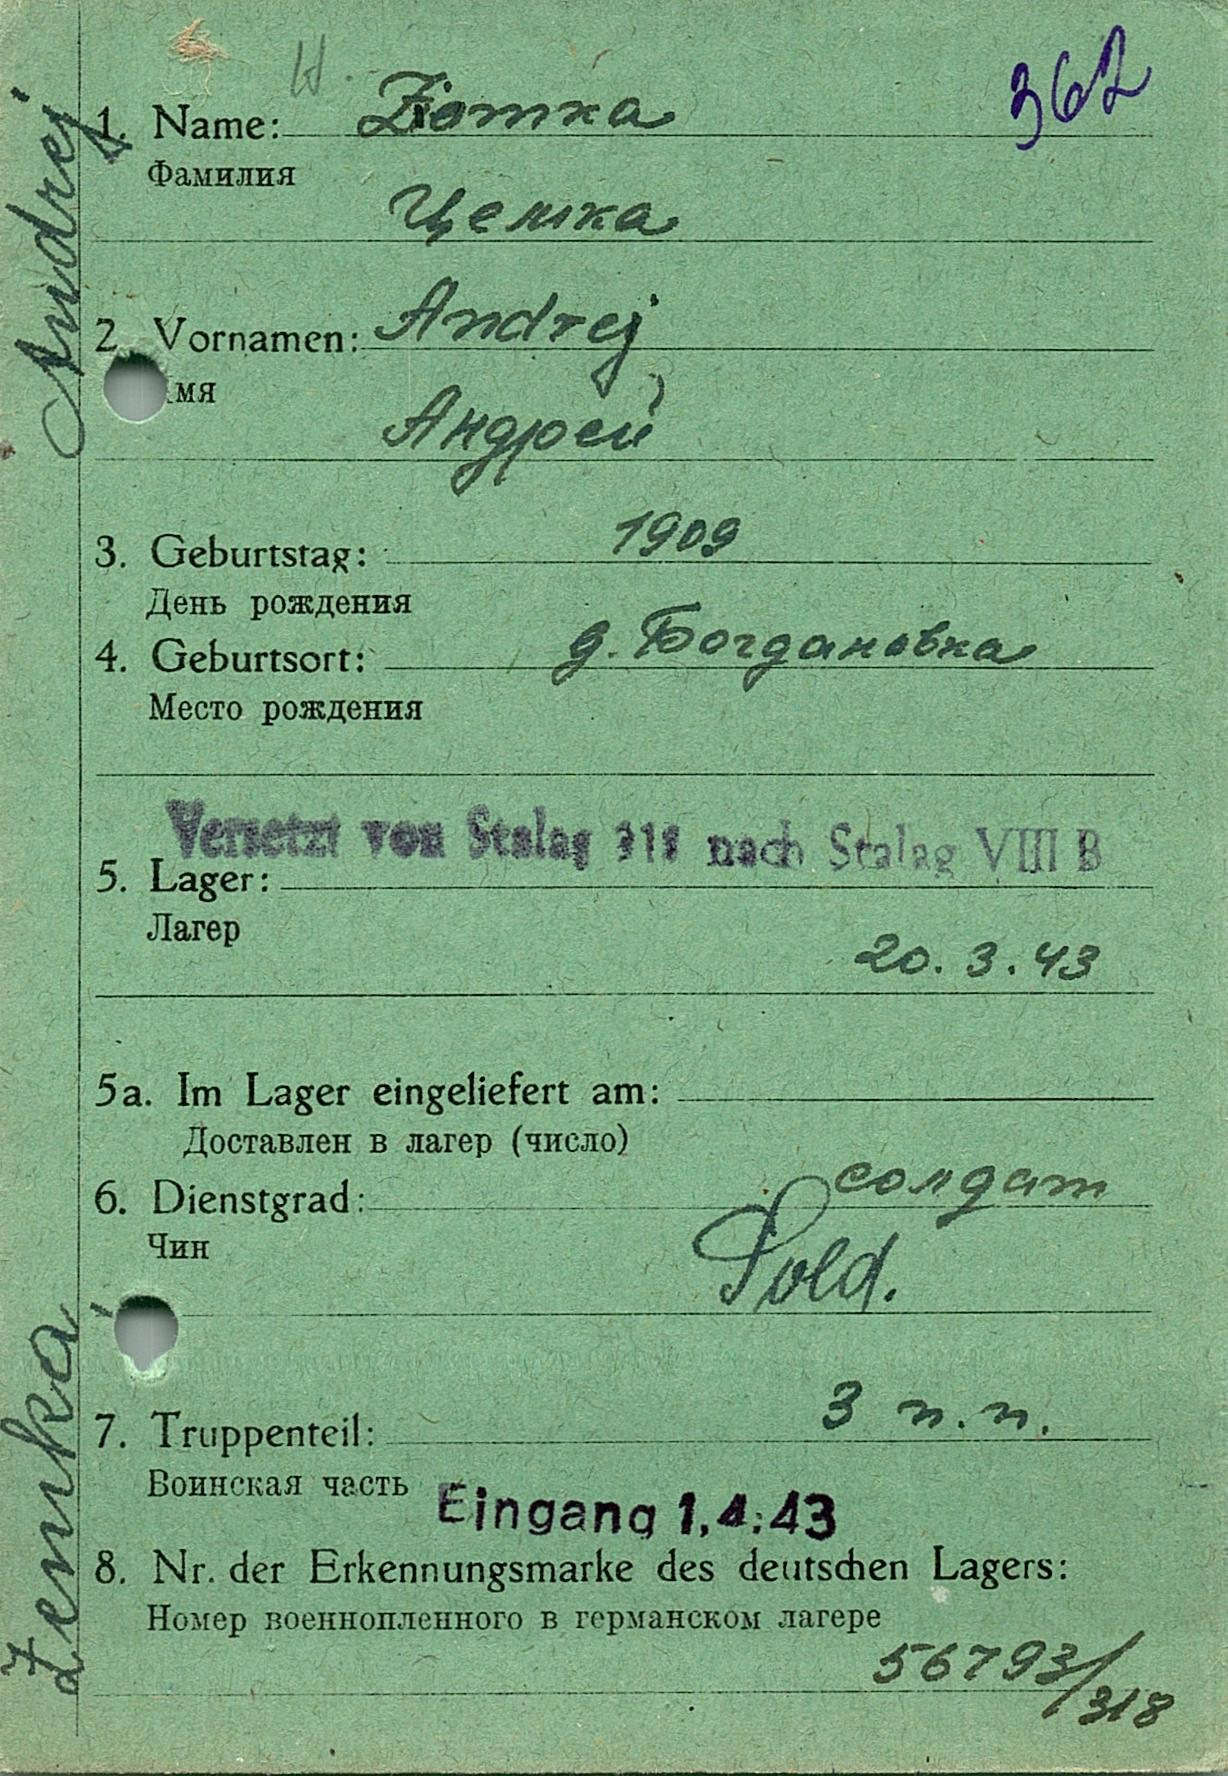 H.
362
1. Name: Ziomka
Фамилия
Цемка
2. Vornamen: Andrej
мя
Андрей
3. Geburtstag: 1909
День рождения
4. Geburtsort: д. Богдановка
Место рождения
Versetzt von Stalag 318 nach Stalag VIII B
5. Lager:
Лагер
20. 3. 43
5a. Im Lager eingeliefert am:
Доставлен в лагер (число)
6. Dienstgrad: солдат
Чин
Sold.
7. Truppenteil: 3 п. п.
Воинская часть
Eingang 1.4.43
8. Nr. der Erkennungsmarke des deutschen Lagers:
Номер военнопленного в германском лагере
56793/318
Zemka Andrej